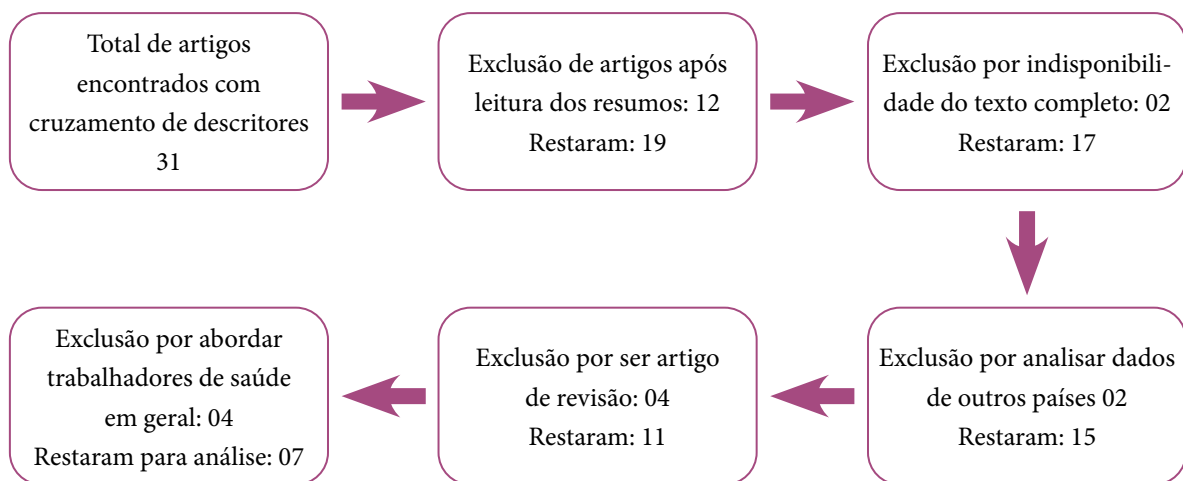 Total de artigos
encontrados com
cruzamento de descritores
31
Exclusão de artigos após
leitura dos resumos: 12
Restaram: 19
Exclusão por indisponibili-
dade do texto completo: 02
Restaram: 17
Exclusão por analisar dados
de outros países 02
Restaram: 15
Exclusão por ser artigo
de revisão: 04
Restaram: 11
Exclusão por abordar
trabalhadores de saúde
em geral: 04
Restaram para análise: 07